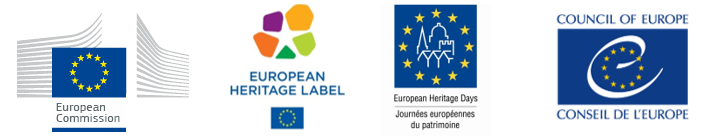 European
Commission
EUROPEAN
HERITAGE LABEL
European Heritage Days
Journées européennes
du patrimoine
COUNCIL OF EUROPE
CONSEIL DE L'EUROPE